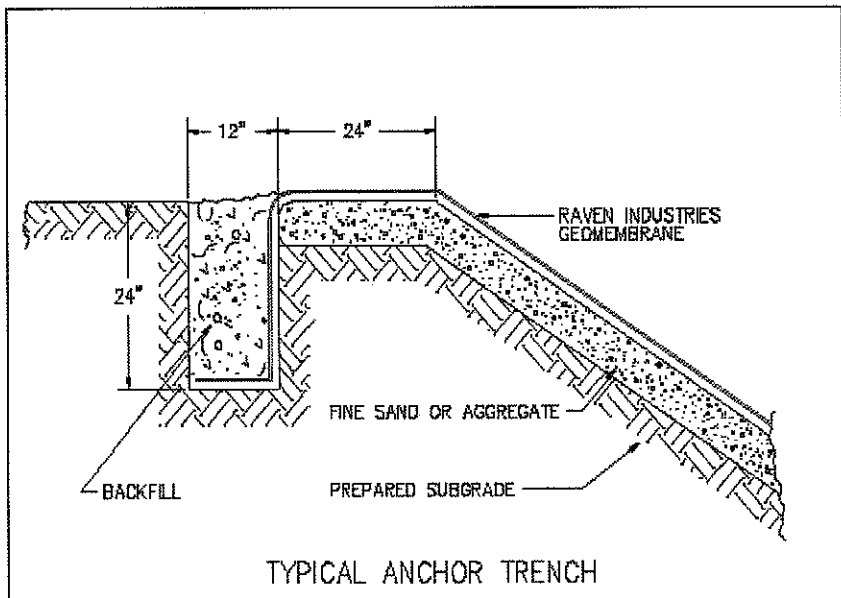 12" 24"
RAVEN INDUSTRIES
GEOMEMBRANE
24"
FINE SAND OR AGGREGATE
BACKFILL PREPARED SUBGRADE
TYPICAL ANCHOR TRENCH